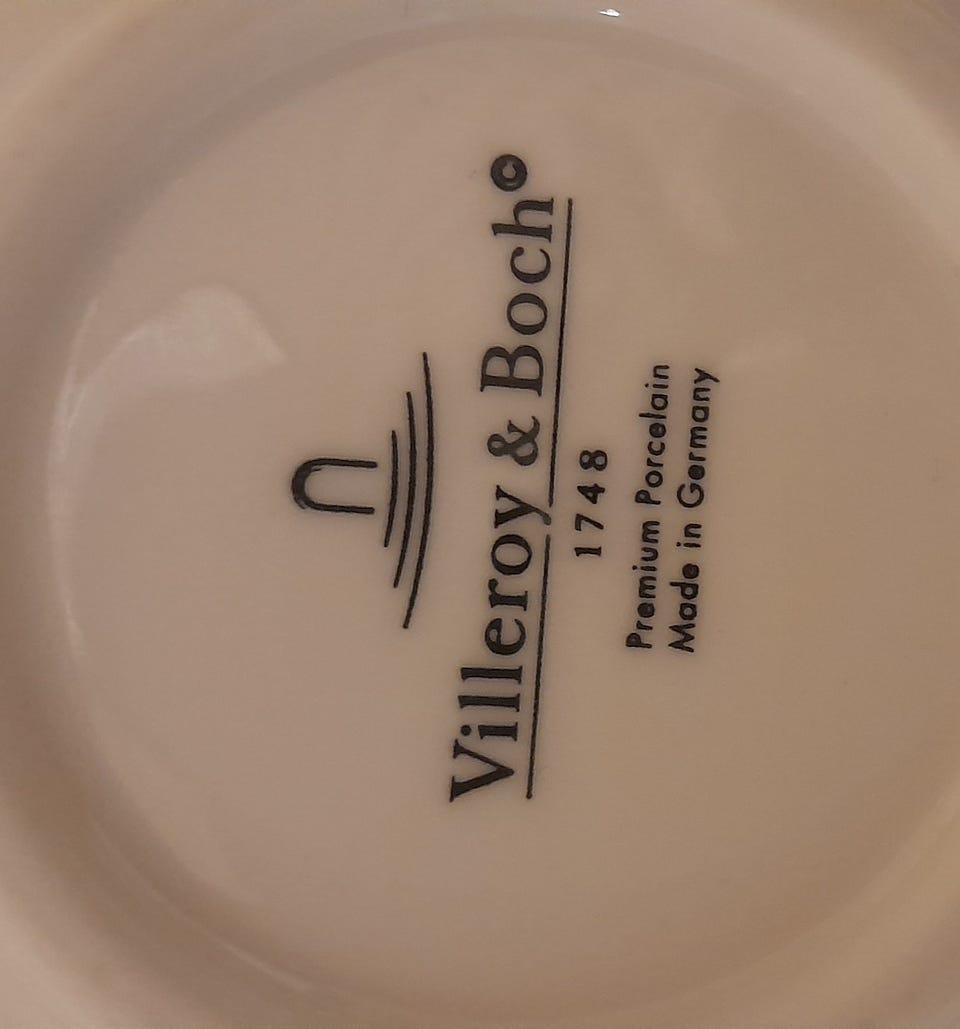 Villeroy & Boch©
1748
Premium Porcelain
Made in Germany